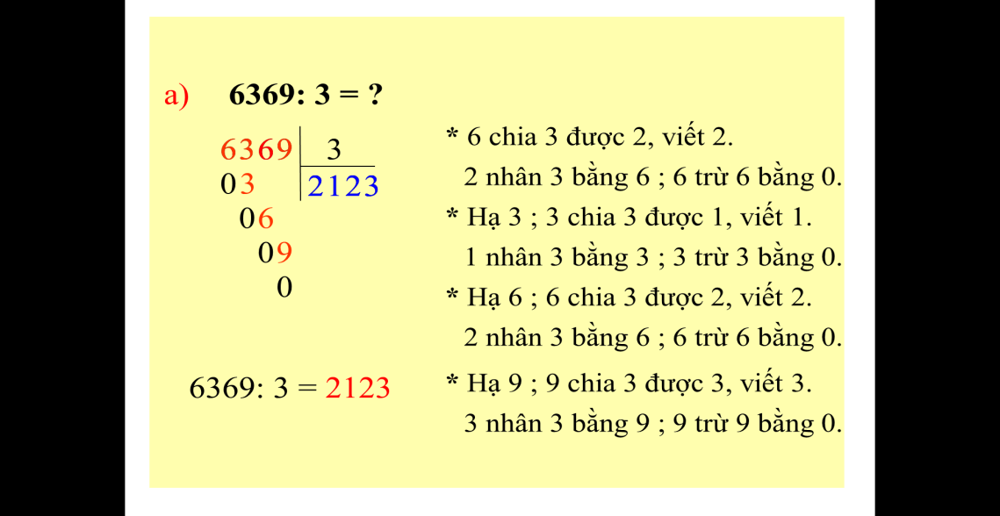 a) 6369: 3 = ?
6369 3
03 2123
06
09
0
6369: 3 = 2123
* 6 chia 3 được 2, viết 2.
2 nhân 3 bằng 6 ; 6 trừ 6 bằng 0.
* Hạ 3 ; 3 chia 3 được 1, viết 1.
1 nhân 3 bằng 3 ; 3 trừ 3 bằng 0.
* Hạ 6 ; 6 chia 3 được 2, viết 2.
2 nhân 3 bằng 6 ; 6 trừ 6 bằng 0.
* Hạ 9 ; 9 chia 3 được 3, viết 3.
3 nhân 3 bằng 9 ; 9 trừ 9 bằng 0.